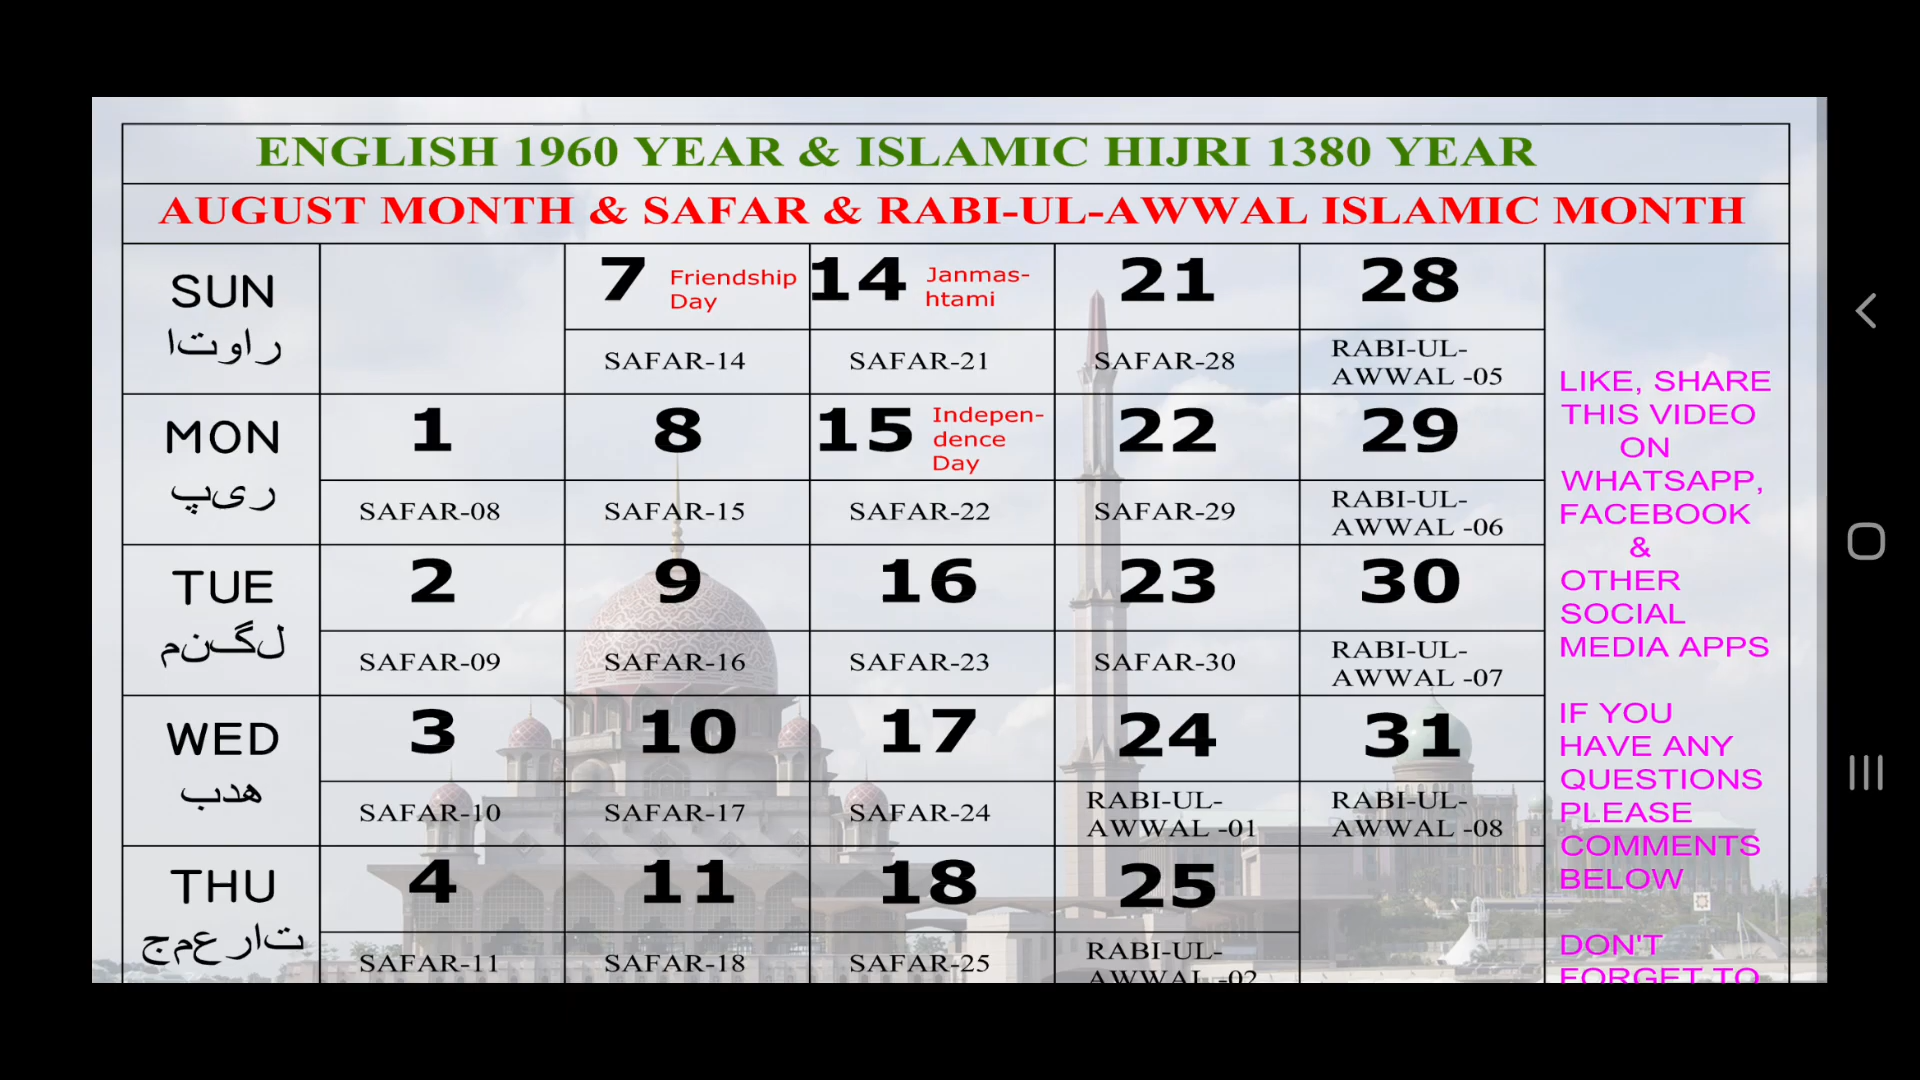 ENGLISH 1960 YEAR & ISLAMIC HIJRI 1380 YEAR
AUGUST MONTH & SAFAR & RABI-UL-AWWAL ISLAMIC MONTH
SUN
اتوار
7 Friendship
Day
SAFAR-14
14 Janmas-
htami
SAFAR-21
21
SAFAR-28
28
RABI-UL-
AWWAL -05
MON
پیر
1
SAFAR-08
8
SAFAR-15
15 Indepen-
dence
Day
SAFAR-22
22
SAFAR-29
29
RABI-UL-
AWWAL -06
TUE
منگل
2
SAFAR-09
9
SAFAR-16
16
SAFAR-23
23
SAFAR-30
30
RABI-UL-
AWWAL -07
WED
بدھ
3
SAFAR-10
10
SAFAR-17
17
SAFAR-24
24
RABI-UL-
AWWAL -01
31
RABI-UL-
AWWAL -08
THU
جمعرات
4
SAFAR-11
11
SAFAR-18
18
SAFAR-25
25
RABI-UL-
AWWAL -02
LIKE, SHARE
THIS VIDEO
ON
WHATSAPP,
FACEBOOK
&
OTHER
SOCIAL
MEDIA APPS
IF YOU
HAVE ANY
QUESTIONS
PLEASE
COMMENTS
BELOW
DON'T
FORGET TO